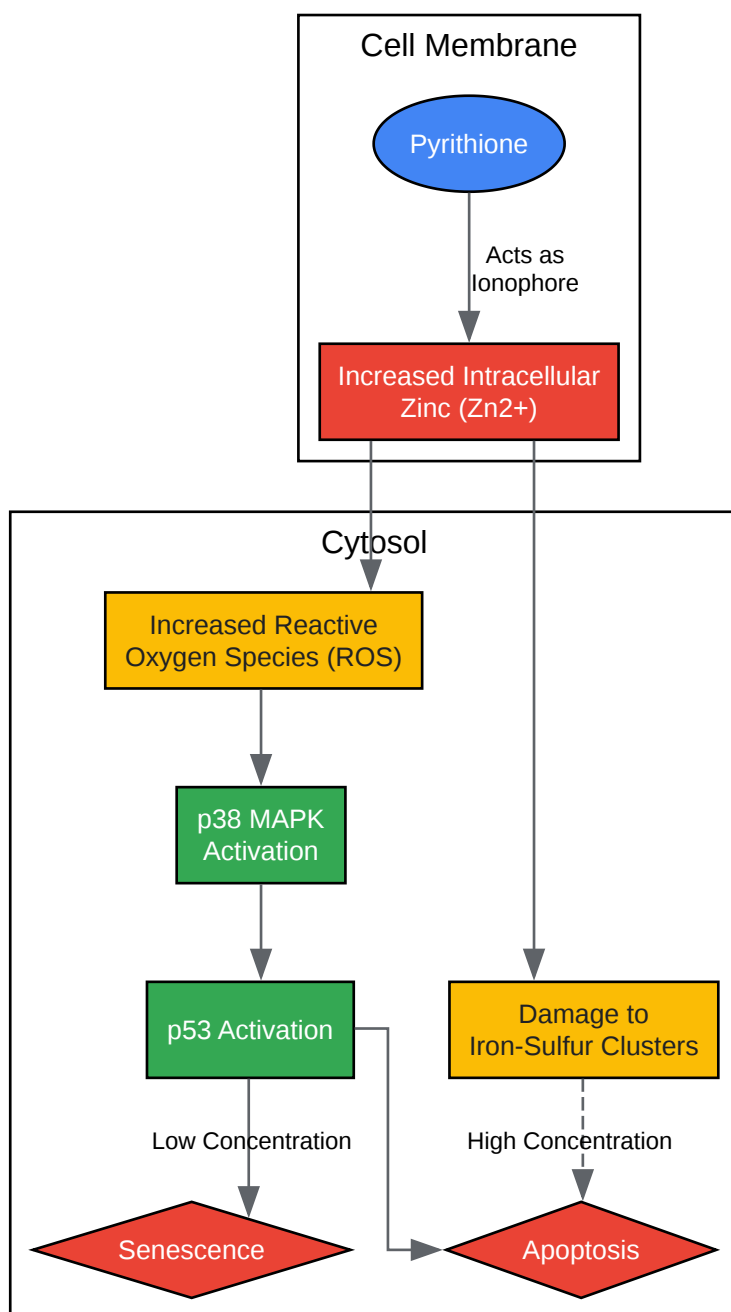 Cell Membrane
Pyrithione
Acts as
Ionophore
Increased Intracellular
Zinc (Zn2+)
Cytosol
Increased Reactive
Oxygen Species (ROS)
p38 MAPK
Activation
p53 Activation
Damage to
Iron-Sulfur Clusters
Low Concentration
High Concentration
Senescence
Apoptosis